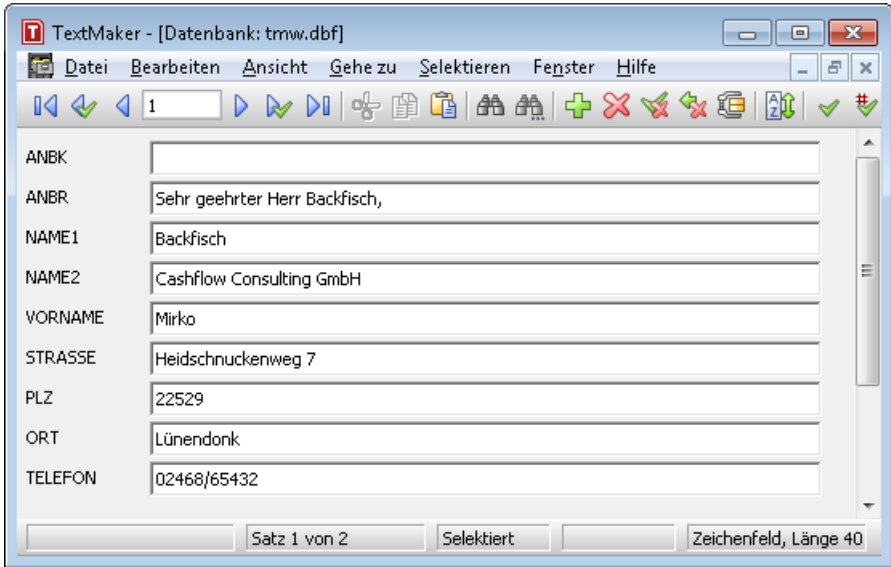 TextMaker - [Datenbank: tmw.dbf]
Datei Bearbeiten Ansicht Gehe zu Selektieren Fenster Hilfe
1
ANBK
ANBR Sehr geehrter Herr Backfisch,
NAME1 Backfisch
NAME2 Cashflow Consulting GmbH
VORNAME Mirko
STRASSE Heidschnuckenweg 7
PLZ 22529
ORT Lünendonk
TELEFON 02468/65432
Satz 1 von 2 Selektiert Zeichenfeld, Länge 40